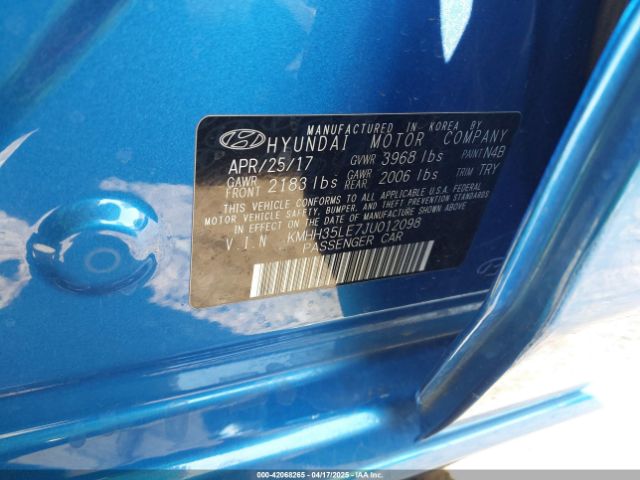 MANUFACTURED IN KOREA BY
HYUNDAI MOTOR COMPANY
APR/25/17 GVWR 3968 lbs PAINT N4B
GAWR FRONT 2183 lbs GAWR REAR 2006 lbs TRIM TRY
THIS VEHICLE CONFORMS TO ALL APPLICABLE U.S.A. FEDERAL
MOTOR VEHICLE SAFETY, BUMPER, AND THEFT PREVENTION
STANDARDS IN EFFECT ON THE DATE OF MANUFACTURE SHOWN ABOVE.
V.I.N KMHH35LE7JU012098
PASSENGER CAR
000-42068265 - 04/17/2025 - IAAI.COM